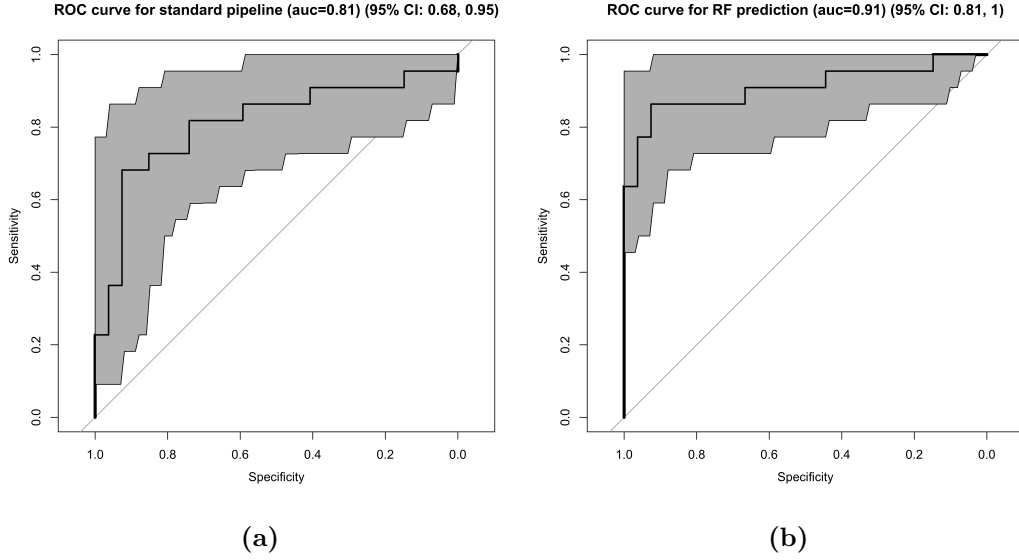 ROC curve for standard pipeline (auc=0.81) (95% CI: 0.68, 0.95)
1.0
0.8
0.6
0.4
0.2
0.0
Sensitivity
1.0 0.8 0.6 0.4 0.2 0.0
Specificity
(a)
ROC curve for RF prediction (auc=0.91) (95% CI: 0.81, 1)
1.0
0.8
0.6
0.4
0.2
0.0
Sensitivity
1.0 0.8 0.6 0.4 0.2 0.0
Specificity
(b)